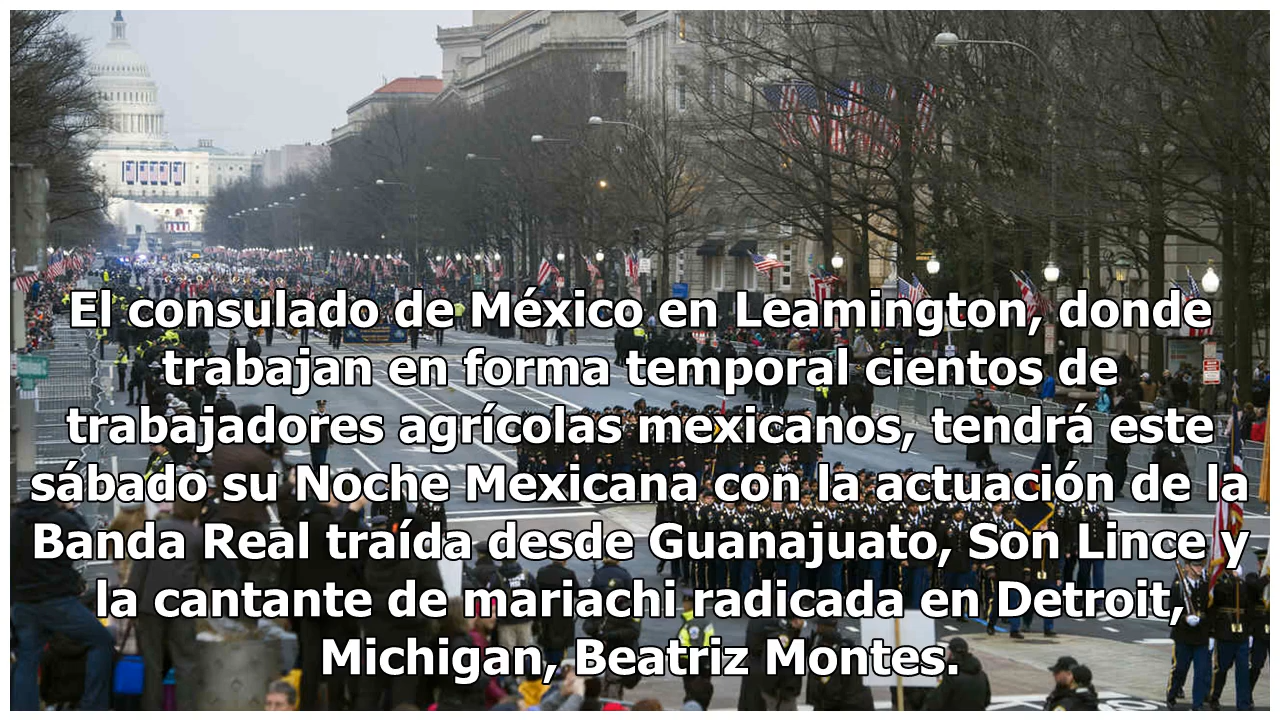 El consulado de México en Leamington, donde
trabajan en forma temporal cientos de
trabajadores agrícolas mexicanos, tendrá este
sábado su Noche Mexicana con la actuación de la
Banda Real traída desde Guanajuato, Son Lince y
la cantante de mariachi radicada en Detroit,
Michigan, Beatriz Montes.